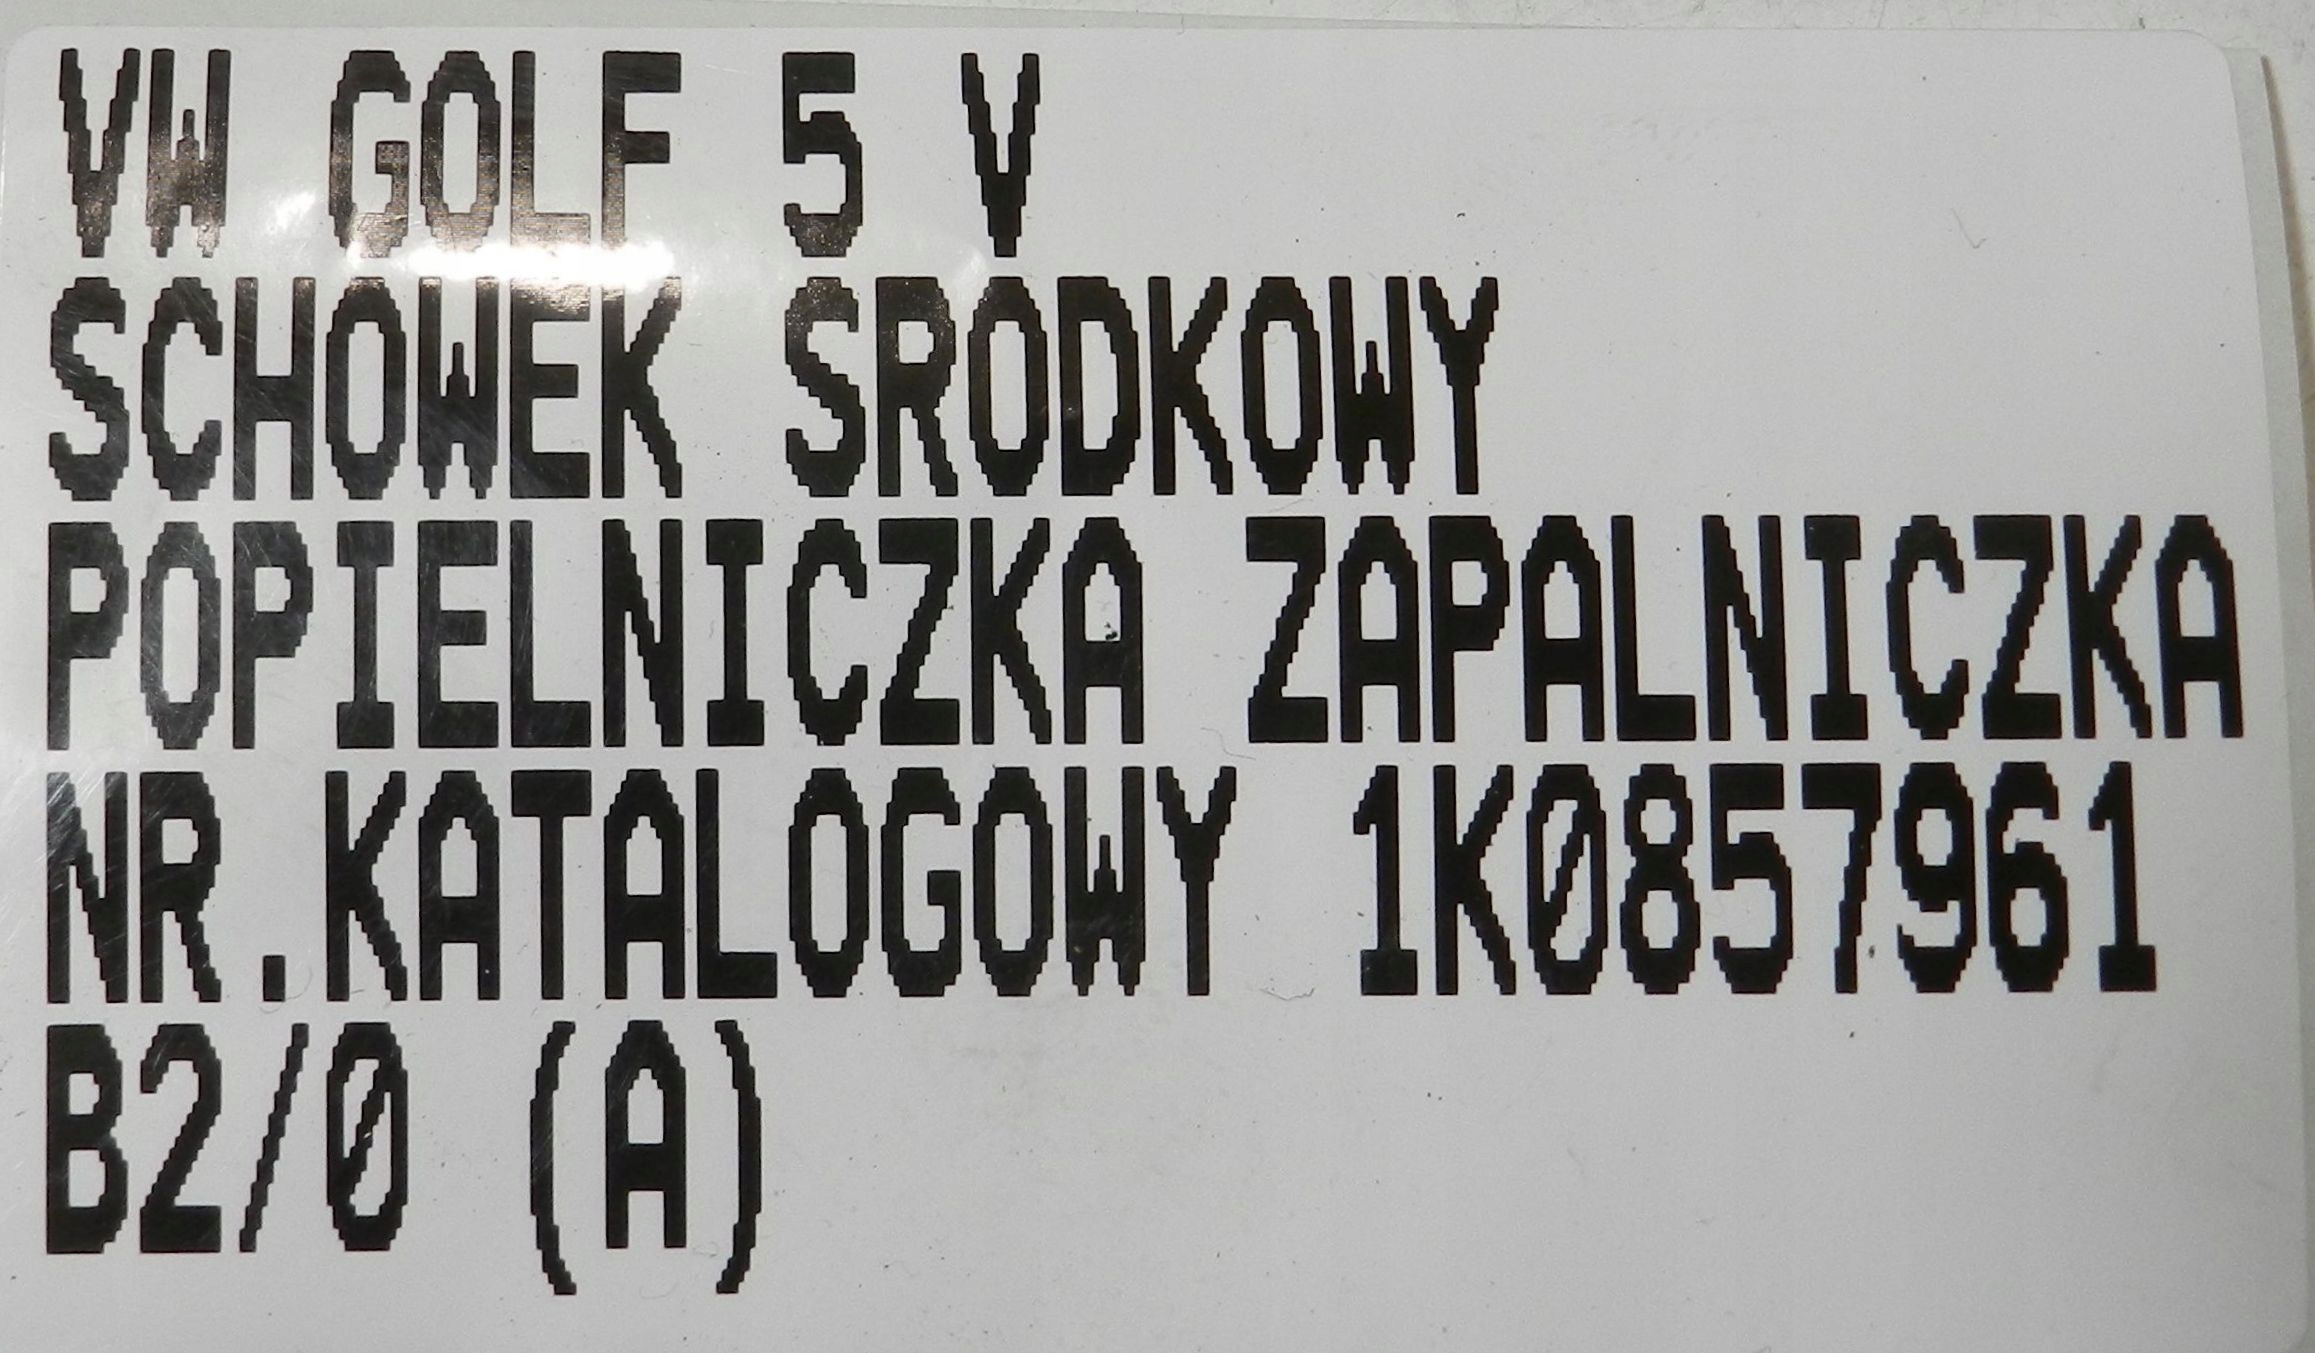 VW GOLF 5 V
SCHOWEK SRODKOWY
POPIELNICZKA ZAPALNICZKA
NR.KATALOGOWY 1K0857961
B2/0 (A)